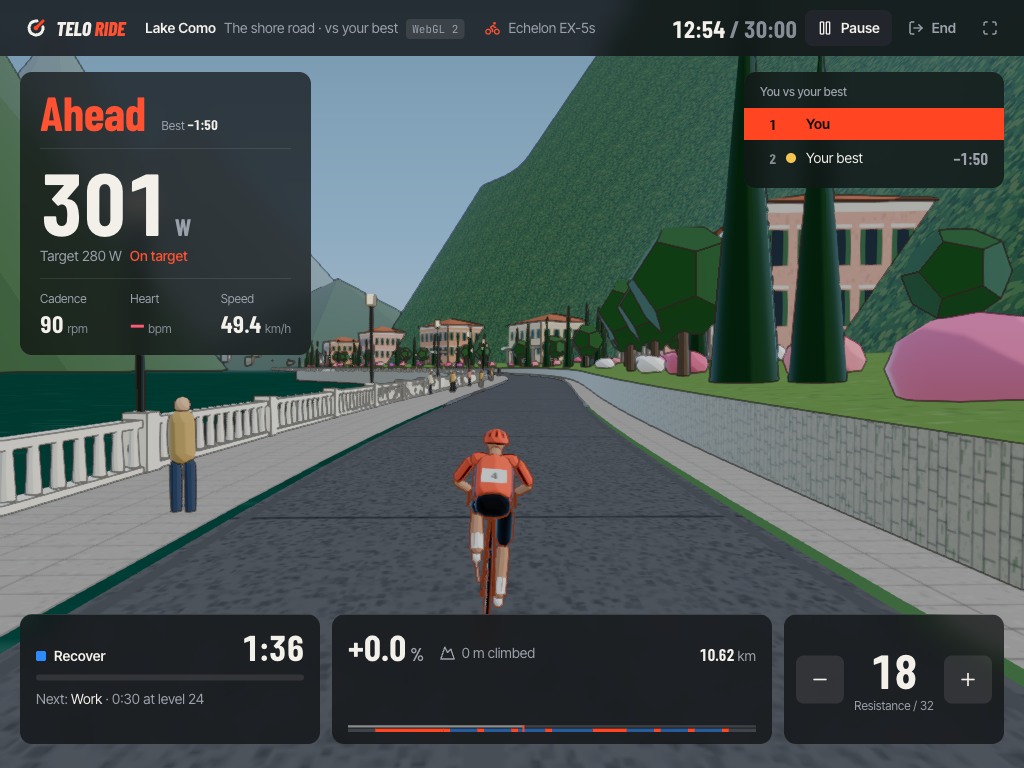 TELO RIDE Lake Como The shore road · vs your best WebGL 2 Echelon EX-5s 12:54 / 30:00 Pause End
Ahead Best −1:50
301 W
Target 280 W On target
Cadence Heart Speed
90 rpm – bpm 49.4 km/h
You vs your best
1 You
2 Your best −1:50
4
Recover 1:36
Next: Work · 0:30 at level 24
+0.0 % 0 m climbed 10.62 km
− 18 +
Resistance / 32